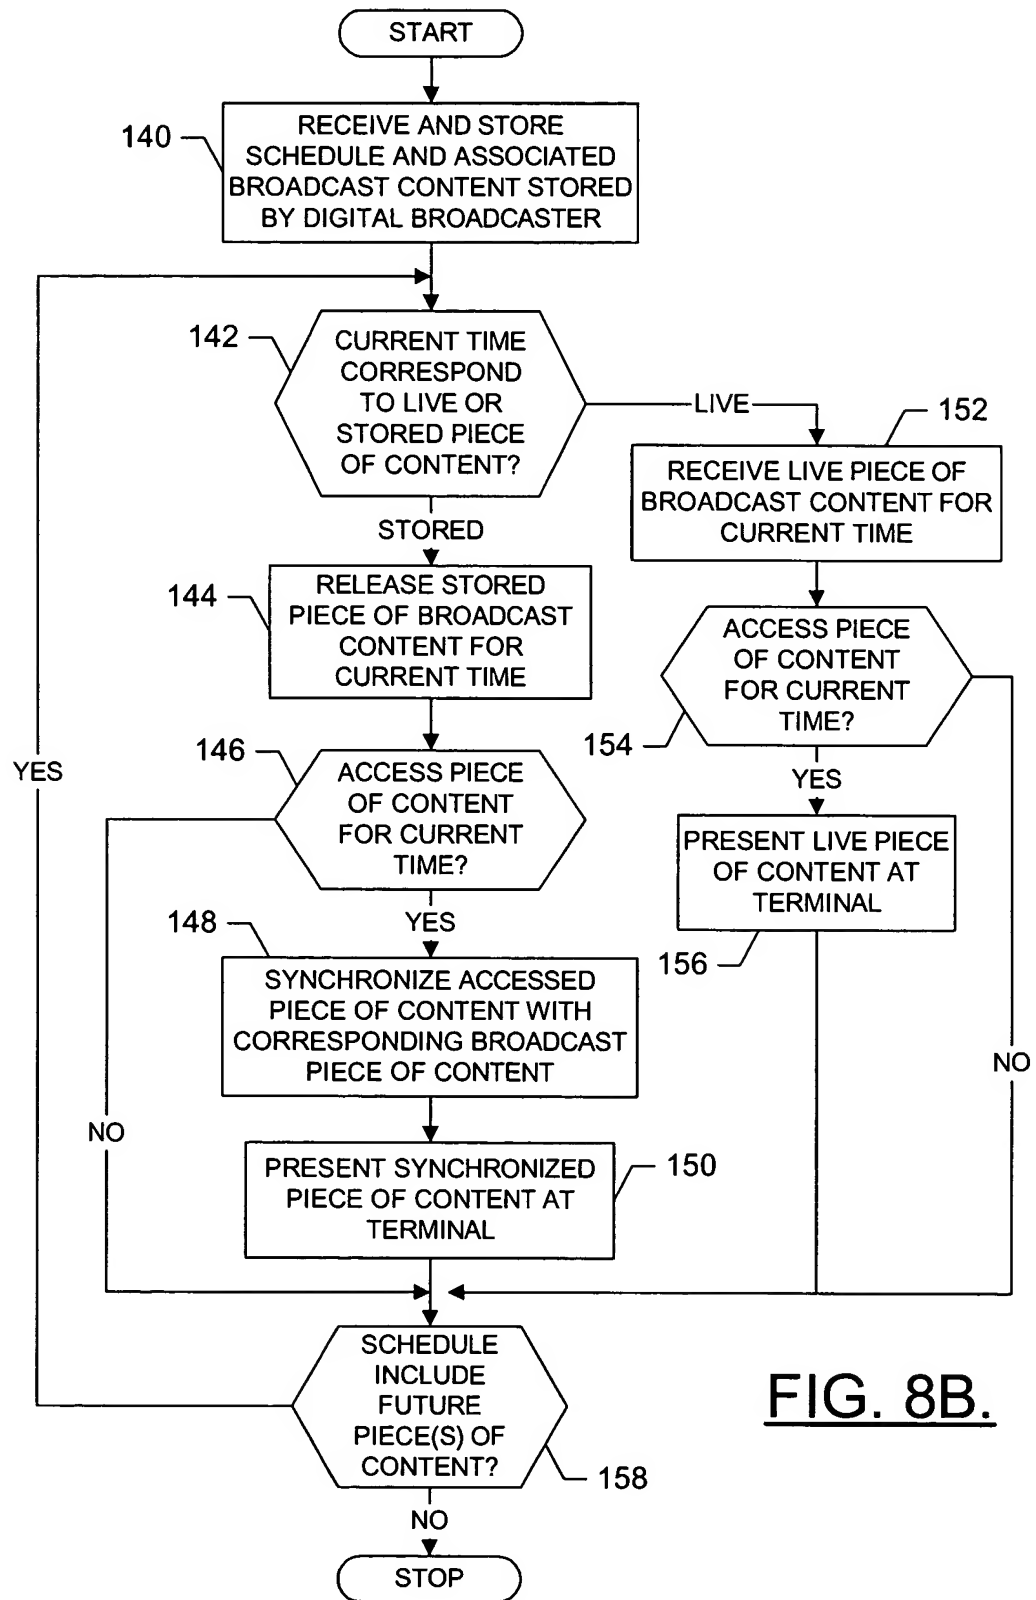 START
140
RECEIVE AND STORE
SCHEDULE AND ASSOCIATED
BROADCAST CONTENT STORED
BY DIGITAL BROADCASTER
142
CURRENT TIME
CORRESPOND
TO LIVE OR
STORED PIECE
OF CONTENT?
LIVE
STORED
152
RECEIVE LIVE PIECE OF
BROADCAST CONTENT FOR
CURRENT TIME
144
RELEASE STORED
PIECE OF BROADCAST
CONTENT FOR
CURRENT TIME
154
ACCESS PIECE
OF CONTENT
FOR CURRENT
TIME?
YES
NO
146
ACCESS PIECE
OF CONTENT
FOR CURRENT
TIME?
YES
NO
156
PRESENT LIVE PIECE
OF CONTENT AT
TERMINAL
148
SYNCHRONIZE ACCESSED
PIECE OF CONTENT WITH
CORRESPONDING BROADCAST
PIECE OF CONTENT
150
PRESENT SYNCHRONIZED
PIECE OF CONTENT AT
TERMINAL
158
SCHEDULE
INCLUDE
FUTURE
PIECE(S) OF
CONTENT?
YES
NO
STOP
FIG. 8B.